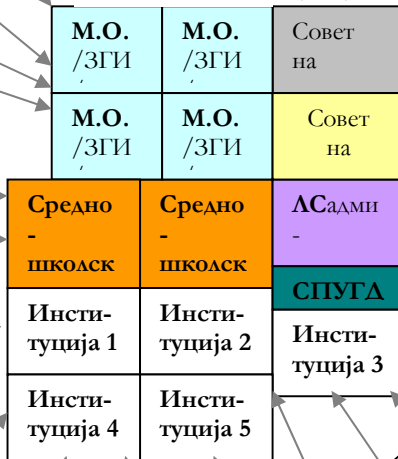 М.О.
/ЗГИ
М.О.
/ЗГИ
Совет
на
М.О.
/ЗГИ
М.О.
/ЗГИ
Совет
на
Средно
-
школск
Средно
-
школск
ЛСадми
-
СПУГД
Инсти-
туција 1
Инсти-
туција 2
Инсти-
туција 3
Инсти-
туција 4
Инсти-
туција 5